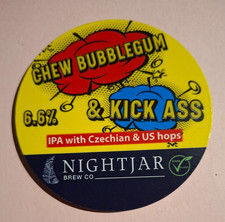 CHEW BUBBLEGUM
6.6% & KICK ASS
IPA with Czechian & US hops
NIGHTJAR
BREW CO